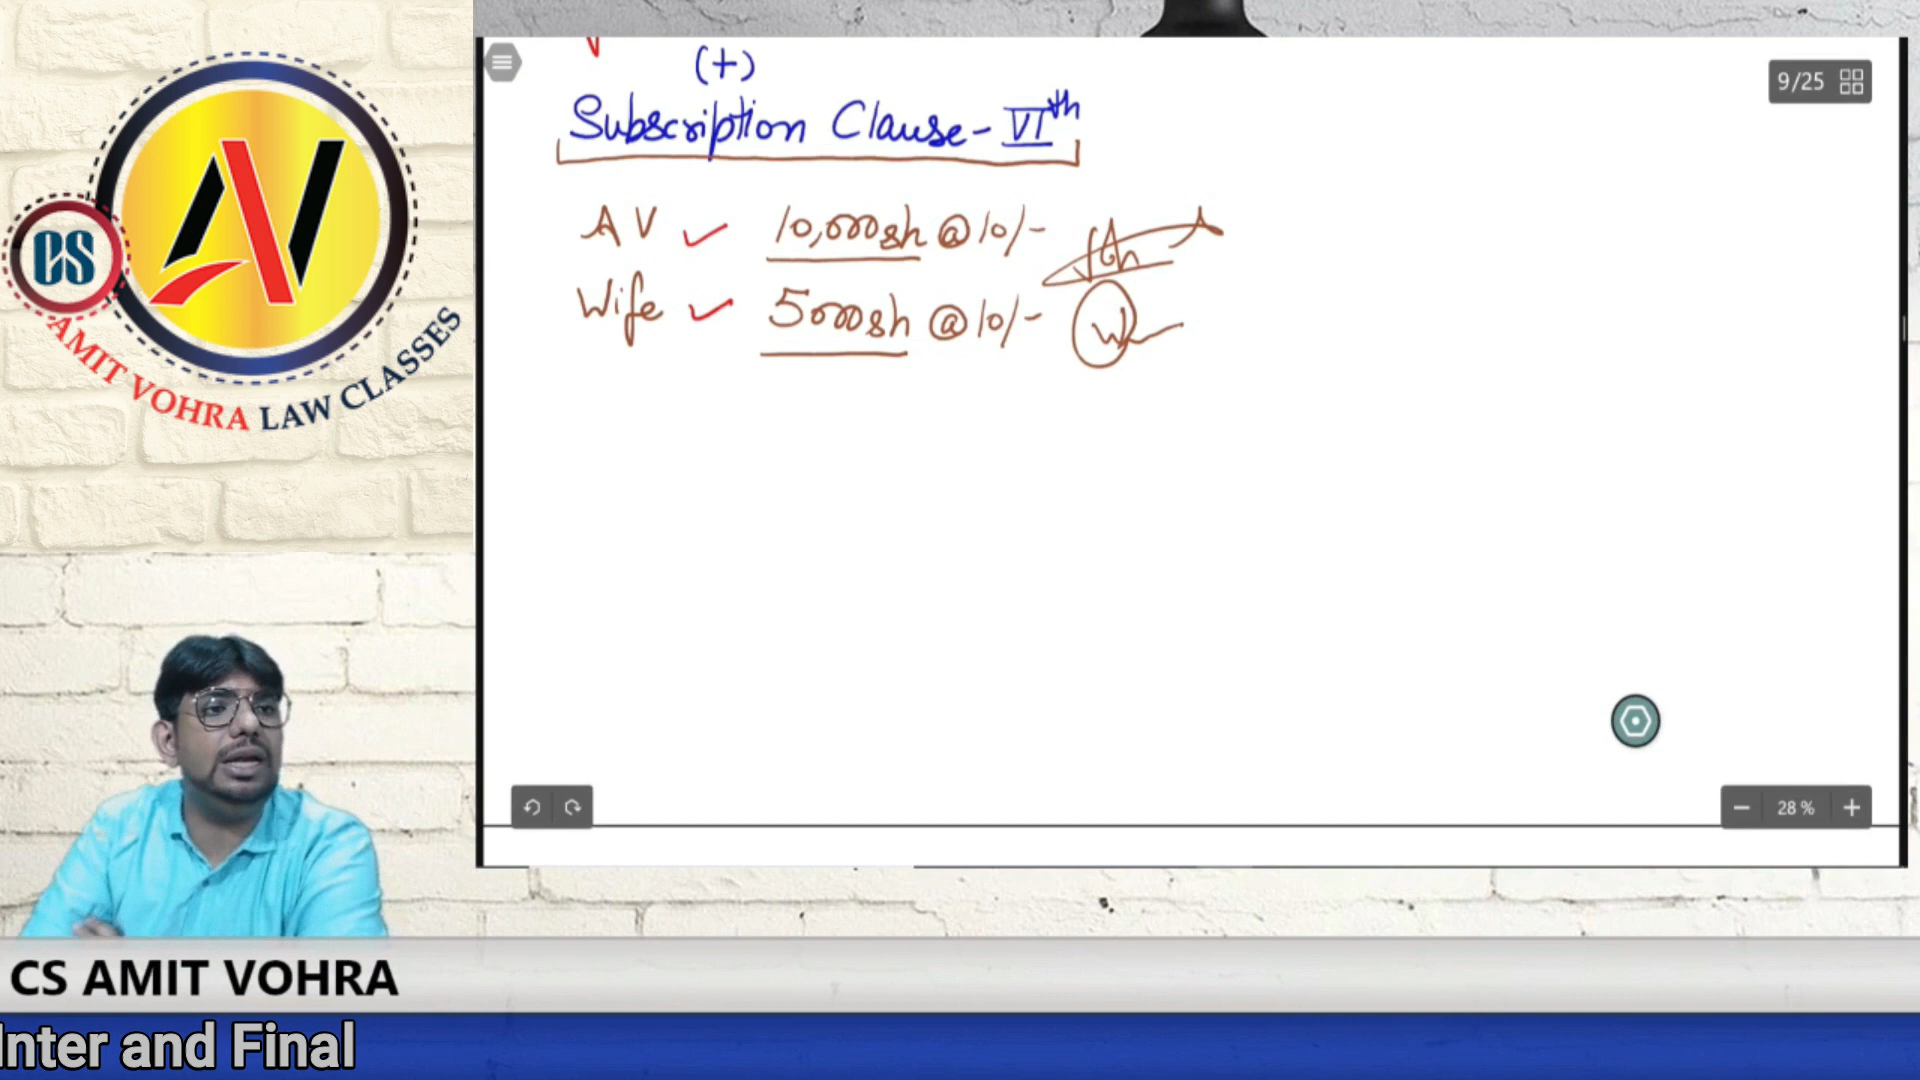 AV
CS
AMIT VOHRA LAW CLASSES
(+)
Subscription Clause - VIth
AV ✓ 10,000sh @ 10/-
Wife ✓ 5000sh @ 10/- W
9/25
28 %
CS AMIT VOHRA
Inter and Final